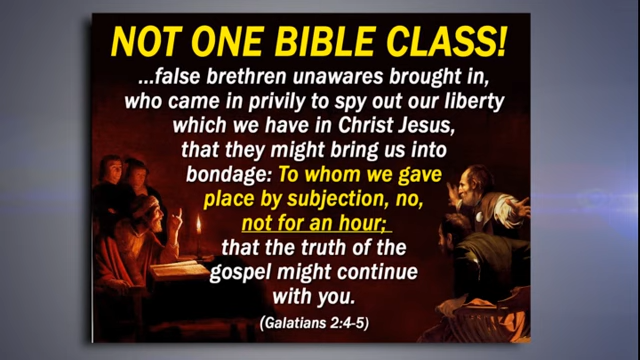 NOT ONE BIBLE CLASS!
...false brethren unawares brought in,
who came in privily to spy out our liberty
which we have in Christ Jesus,
that they might bring us into
bondage: To whom we gave
place by subjection, no,
not for an hour;
that the truth of the
gospel might continue
with you.
(Galatians 2:4-5)